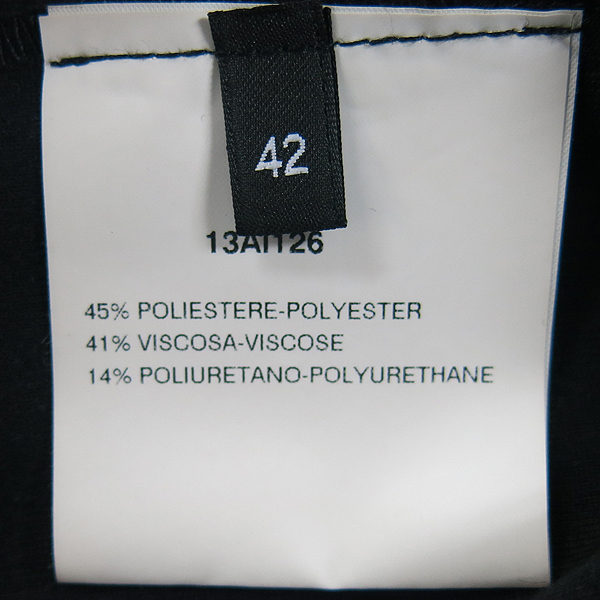 42
13AI126
45% POLIESTERE-POLYESTER
41% VISCOSA-VISCOSE
14% POLIURETANO-POLYURETHANE